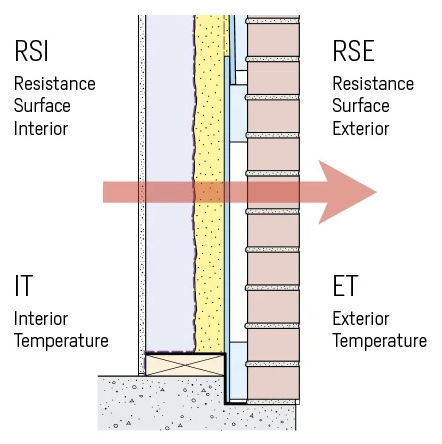 RSI
Resistance
Surface
Interior
RSE
Resistance
Surface
Exterior
IT
Interior
Temperature
ET
Exterior
Temperature